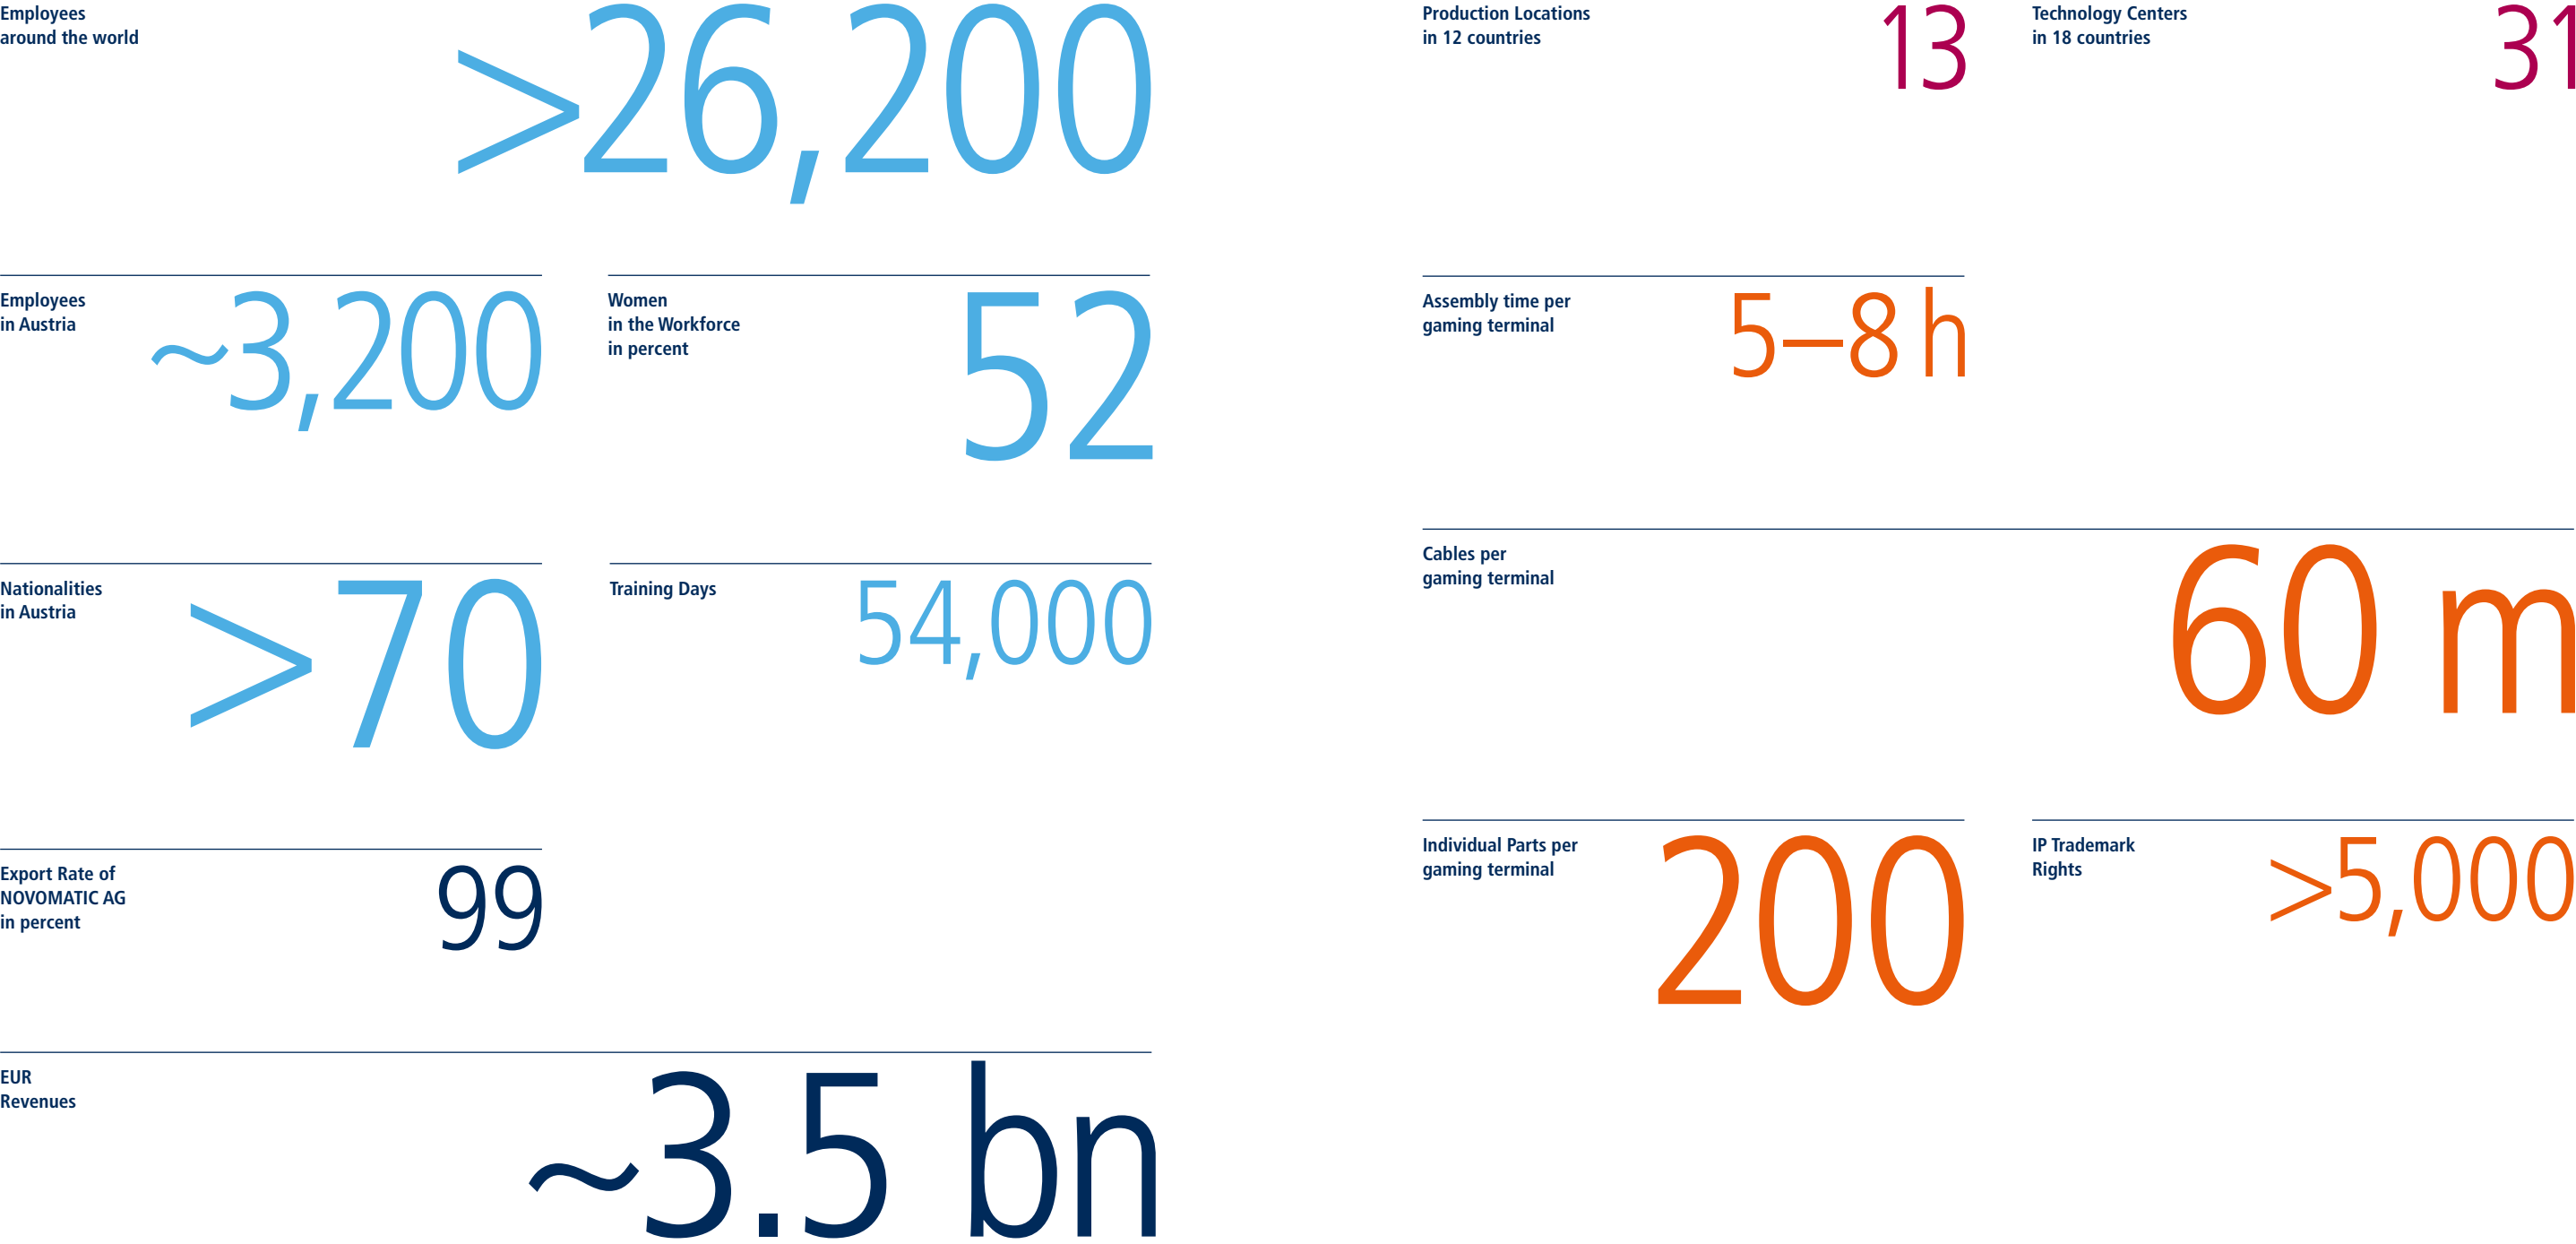 Employees
around the world
>26,200
Employees
in Austria
~3,200
Women
in the Workforce
in percent
52
Nationalities
in Austria
>70
Training Days
54,000
Export Rate of
NOVOMATIC AG
in percent
99
EUR
Revenues
~3.5 bn
Production Locations
in 12 countries
13
Technology Centers
in 18 countries
31
Assembly time per
gaming terminal
5–8 h
Cables per
gaming terminal
60 m
Individual Parts per
gaming terminal
200
IP Trademark
Rights
>5,000